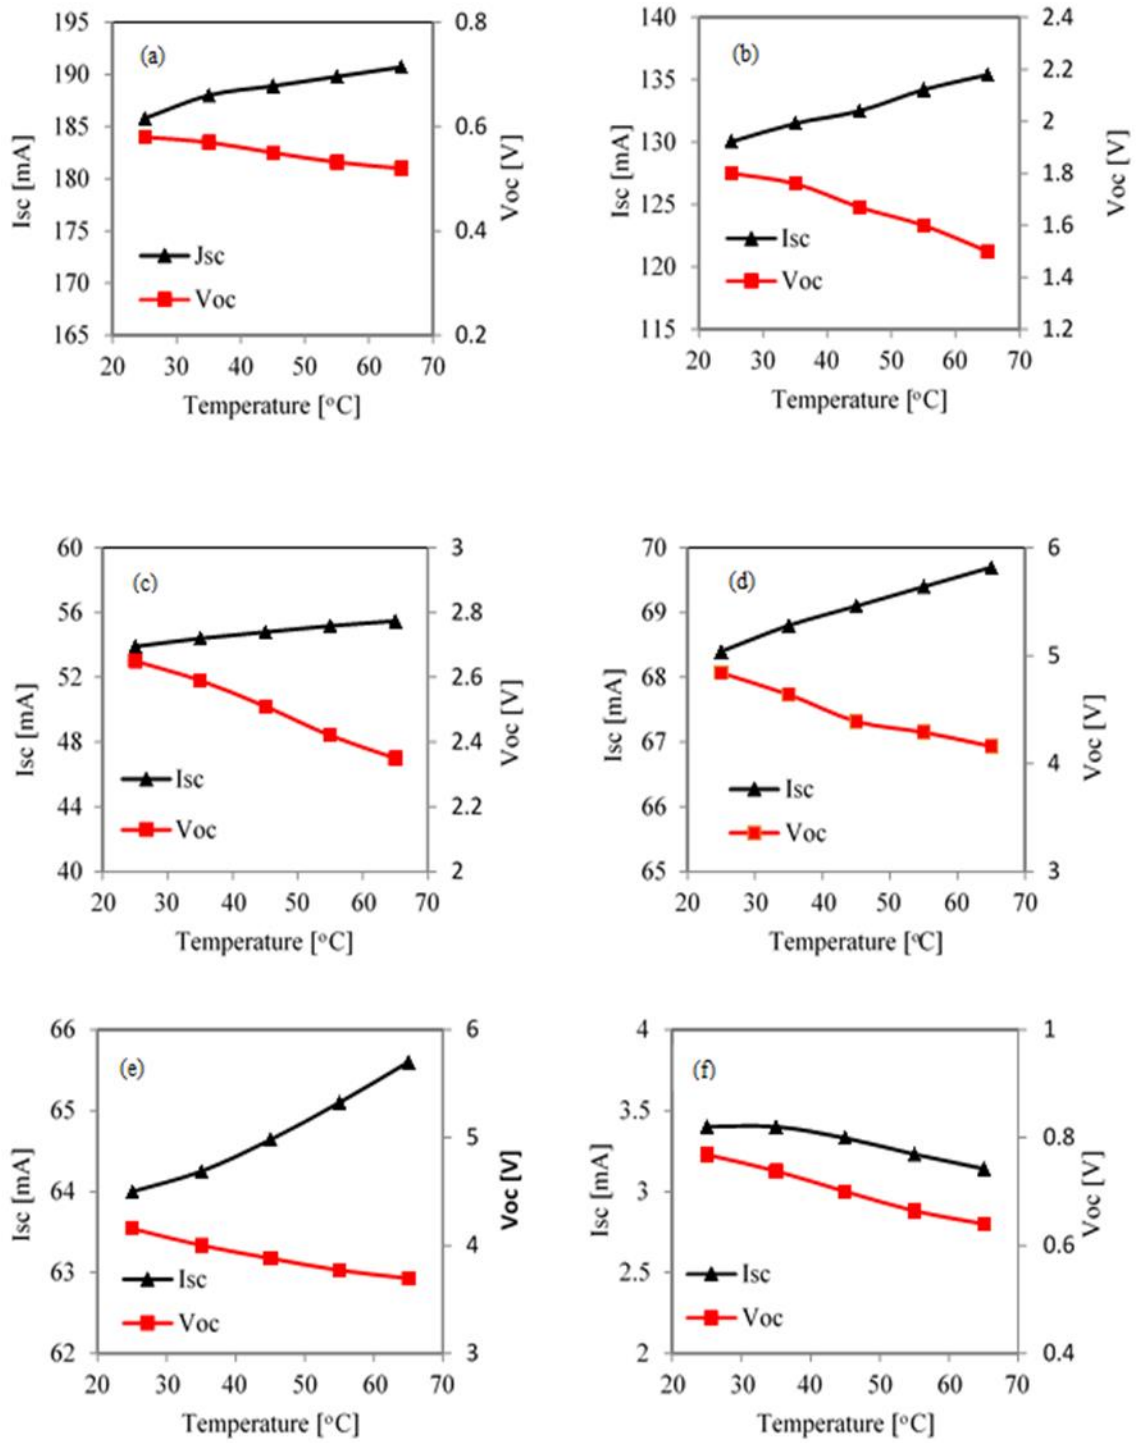 195
190
185
180
175
170
165
Isc [mA]
(a)
Jsc
Voc
0.8
0.6
0.4
0.2
Voc [V]
20 30 40 50 60 70
Temperature [°C]
140
135
130
125
120
115
Isc [mA]
(b)
Isc
Voc
2.4
2.2
2
1.8
1.6
1.4
1.2
Voc [V]
20 30 40 50 60 70
Temperature [°C]
60
56
52
48
44
40
Isc [mA]
(c)
Isc
Voc
3
2.8
2.6
2.4
2.2
2
Voc [V]
20 30 40 50 60 70
Temperature [°C]
70
69
68
67
66
65
Isc [mA]
(d)
Isc
Voc
6
5
4
3
Voc [V]
20 30 40 50 60 70
Temperature [°C]
66
65
64
63
62
Isc [mA]
(e)
Isc
Voc
6
5
4
3
Voc [V]
20 30 40 50 60 70
Temperature [°C]
4
3.5
3
2.5
2
Isc [mA]
(f)
Isc
Voc
1
0.8
0.6
0.4
Voc [V]
20 30 40 50 60 70
Temperature [°C]